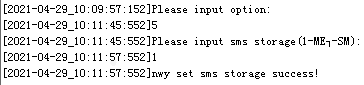 [2021-04-29_10:09:57:152]Please input option:
[2021-04-29_10:11:45:552]5
[2021-04-29_10:11:45:552]Please input sms storage(1-ME┐-SM):
[2021-04-29_10:11:57:552]1
[2021-04-29_10:11:57:552]nwy set sms storage success!